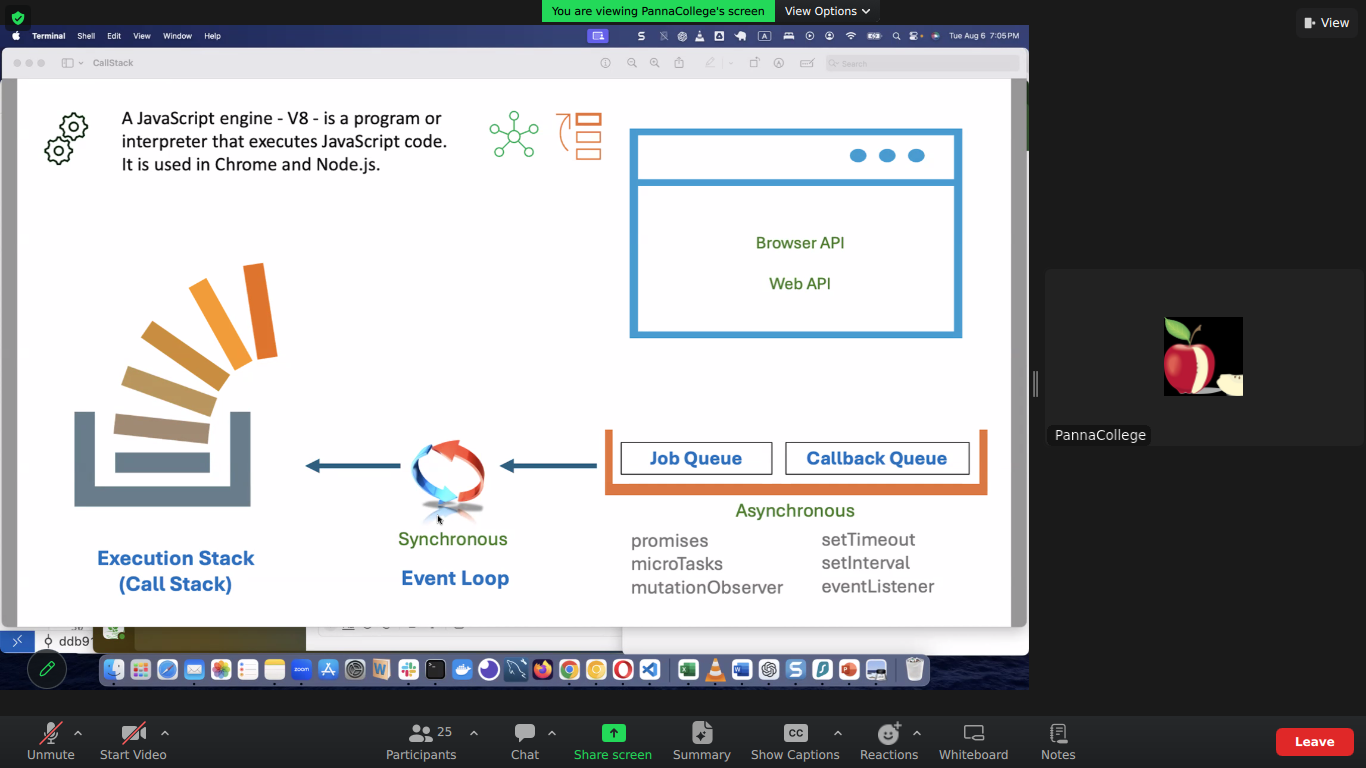 You are viewing PannaCollege's screen
View Options
View
Terminal Shell Edit View Window Help
Tue Aug 6 7:05 PM
CallStack
Search
A JavaScript engine - V8 - is a program or
interpreter that executes JavaScript code.
It is used in Chrome and Node.js.
Browser API
Web API
Job Queue
Callback Queue
Asynchronous
promises
microTasks
mutationObserver
setTimeout
setInterval
eventListener
Synchronous
Event Loop
Execution Stack
(Call Stack)
PannaCollege
ddb9
zoom
Unmute
Start Video
Participants
25
Chat
Share screen
Summary
CC
Show Captions
Reactions
Whiteboard
Notes
Leave